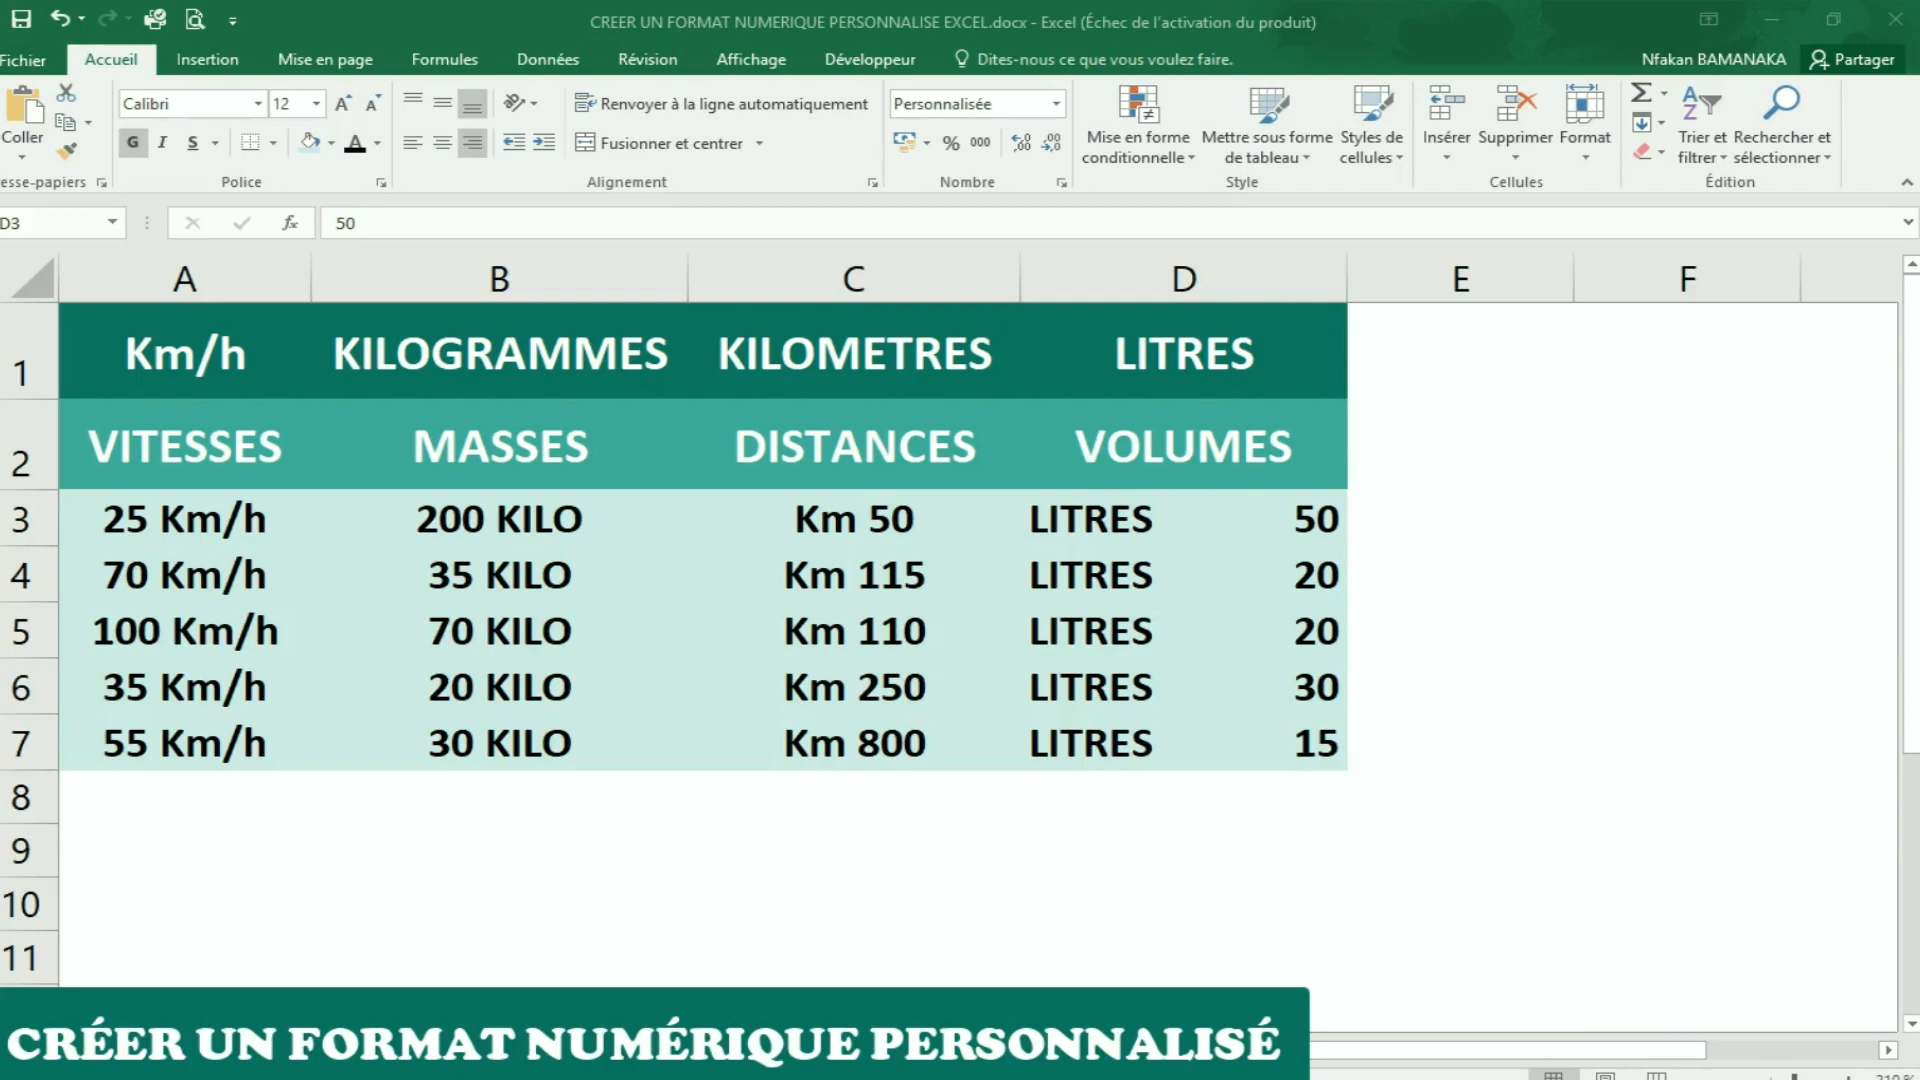 CREER UN FORMAT NUMERIQUE PERSONNALISE EXCEL.docx - Excel (Échec de l'activation du produit)
Fichier Accueil Insertion Mise en page Formules Données Révision Affichage Développeur Dites-nous ce que vous voulez faire. Nfakan BAMANAKA Partager
Calibri 12 Renvoyer à la ligne automatiquement Personnalisée
Coller G I S A Fusionner et centrer % 000
Mise en forme conditionnelle Mettre sous forme de tableau Styles de cellules Insérer Supprimer Format Trier et filtrer Rechercher et sélectionner
esse-papiers Police Alignement Nombre Style Cellules Édition
D3 fx 50
A B C D E F
1 Km/h KILOGRAMMES KILOMETRES LITRES
2 VITESSES MASSES DISTANCES VOLUMES
3 25 Km/h 200 KILO Km 50 LITRES 50
4 70 Km/h 35 KILO Km 115 LITRES 20
5 100 Km/h 70 KILO Km 110 LITRES 20
6 35 Km/h 20 KILO Km 250 LITRES 30
7 55 Km/h 30 KILO Km 800 LITRES 15
8
9
10
11
CRÉER UN FORMAT NUMÉRIQUE PERSONNALISÉ